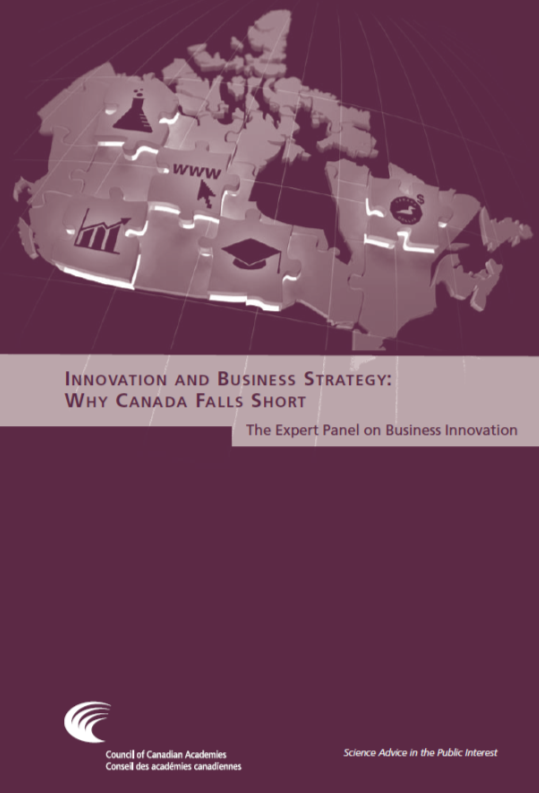 www
$
INNOVATION AND BUSINESS STRATEGY:
WHY CANADA FALLS SHORT
The Expert Panel on Business Innovation
Council of Canadian Academies
Conseil des académies canadiennes
Science Advice in the Public Interest